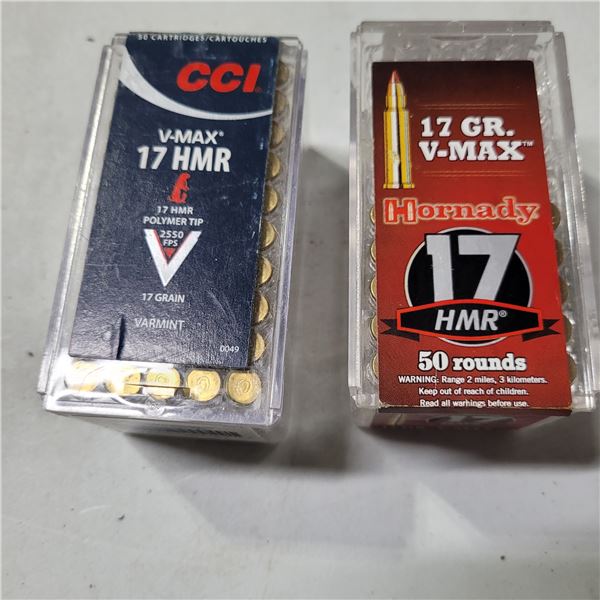 50 CARTRIDGES/CARTOUCHES
CCI
V-MAX®
17 HMR
17 HMR
POLYMER TIP
2550
FPS
V
17 GRAIN
VARMINT
0049
17 GR.
V-MAX™
Hornady
17
HMR®
50 rounds
WARNING: Range 2 miles, 3 kilometers.
Keep out of reach of children.
Read all warnings before use.